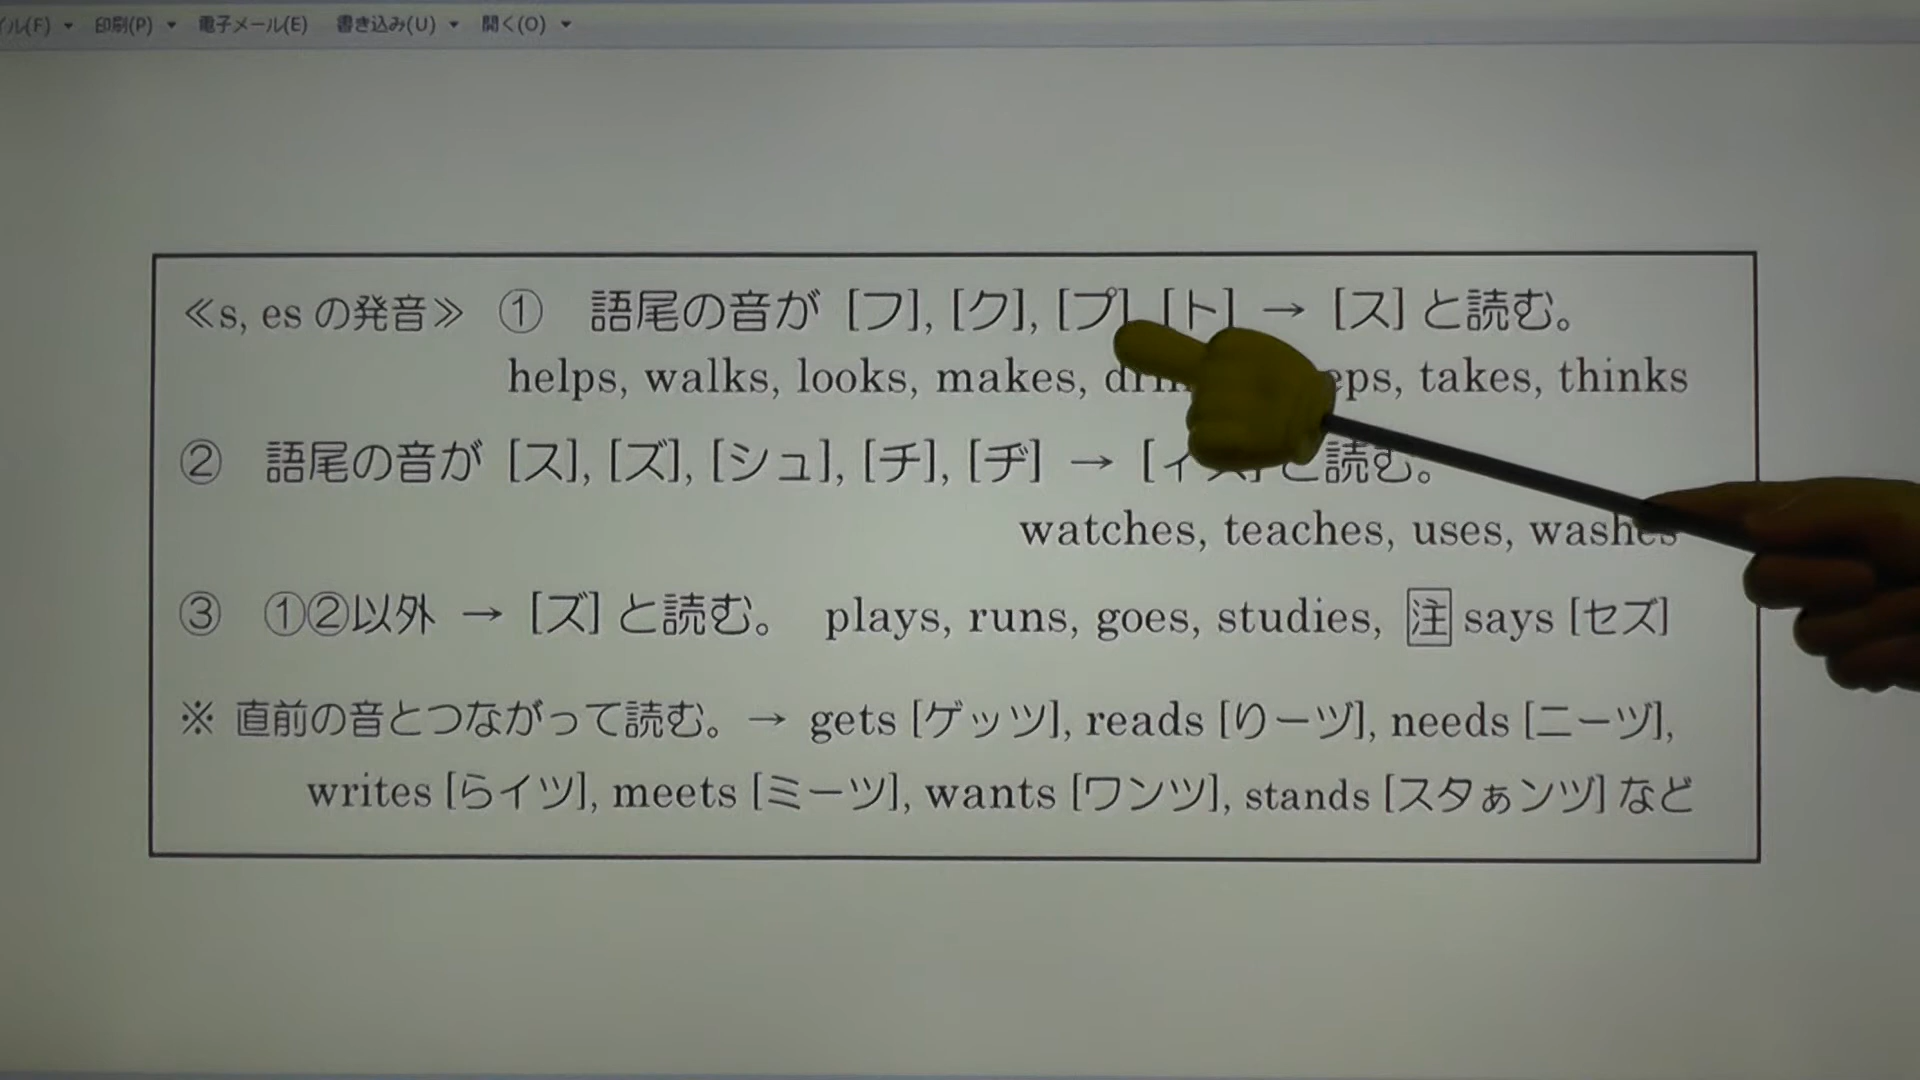 ル(F) 印刷(P) 電子メール(E) 書き込み(U) 開く(O)
≪s, es の発音≫ ① 語尾の音が [フ], [ク], [プ], [ト] → [ス] と読む。
helps, walks, looks, makes, takes, thinks
② 語尾の音が [ス], [ズ], [シュ], [チ], [ヂ] → と読む。
watches, teaches, uses, washes
③ ①②以外 → [ズ] と読む。 plays, runs, goes, studies, 注 says [セズ]
※ 直前の音とつながって読む。→ gets [ゲッツ], reads [りーヅ], needs [ニーヅ],
writes [らイツ], meets [ミーツ], wants [ワンツ], stands [スタぁンヅ] など